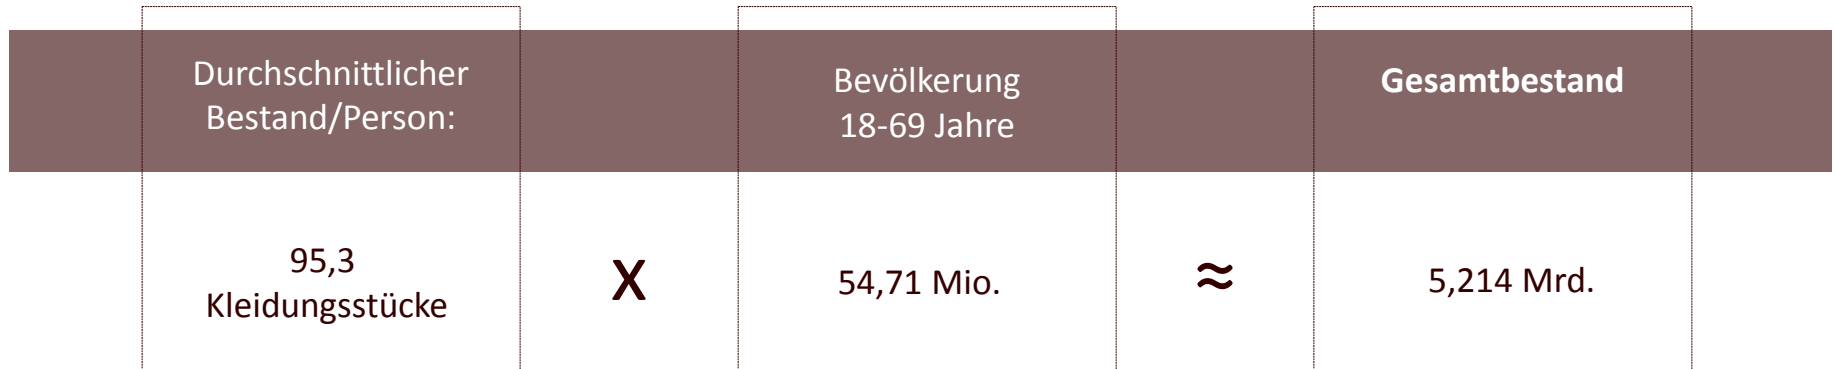 Durchschnittlicher
Bestand/Person:
Bevölkerung
18-69 Jahre
Gesamtbestand
95,3
Kleidungsstücke
X
54,71 Mio.
≈
5,214 Mrd.